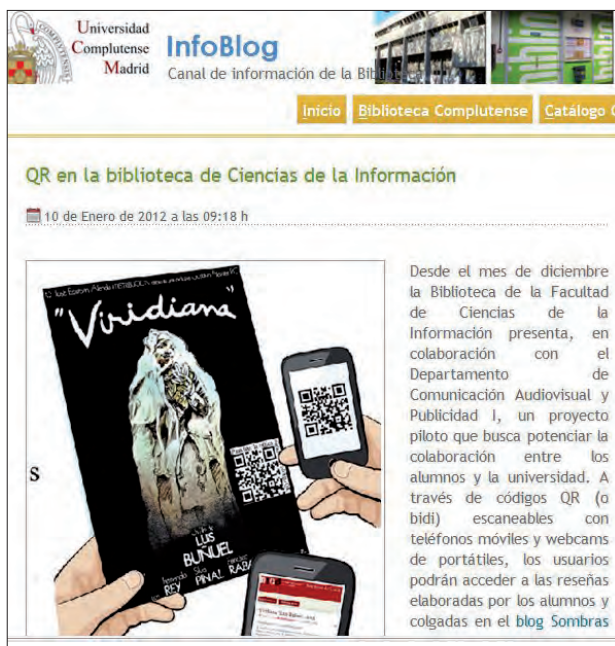 Universidad
Complutense
Madrid
InfoBlog
Canal de información de la
Inicio Biblioteca Complutense Catálogo
QR en la biblioteca de Ciencias de la Información
10 de Enero de 2012 a las 09:18 h
"Viridiana"
LUIS
BUÑUEL
REY PINAL RABA
s
Desde el mes de diciembre
la Biblioteca de la Facultad
de Ciencias de la
Información presenta, en
colaboración con el
Departamento de
Comunicación Audiovisual y
Publicidad I, un proyecto
piloto que busca potenciar la
colaboración entre los
alumnos y la universidad. A
través de códigos QR (o
bidi) escaneables con
teléfonos móviles y webcams
de portátiles, los usuarios
podrán acceder a las reseñas
elaboradas por los alumnos y
colgadas en el blog Sombras